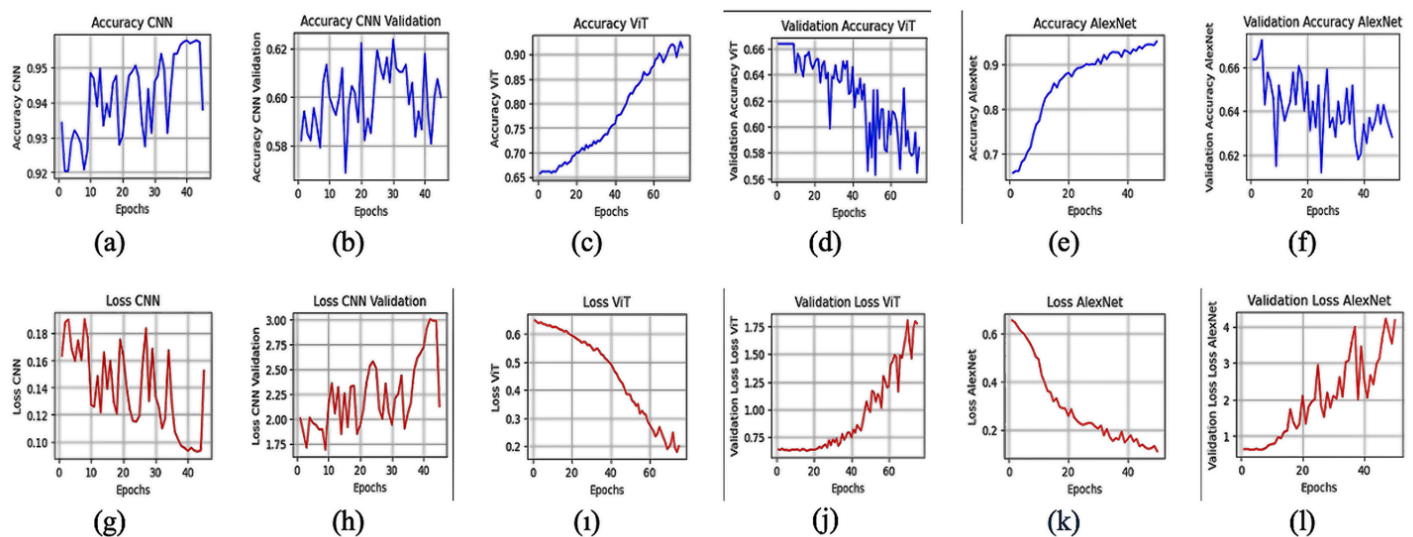 Accuracy CNN
Accuracy CNN
0.95
0.94
0.93
0.92
0 10 20 30 40
Epochs
(a)
Accuracy CNN Validation
Accuracy CNN Validation
0.62
0.60
0.58
0 10 20 30 40
Epochs
(b)
Accuracy ViT
Accuracy ViT
0.90
0.85
0.80
0.75
0.70
0.65
0 20 40 60
Epochs
(c)
Validation Accuracy ViT
Validation Accuracy ViT
0.66
0.64
0.62
0.60
0.58
0.56
0 20 40 60
Epochs
(d)
Accuracy AlexNet
Accuracy AlexNet
0.9
0.8
0.7
0 20 40
Epochs
(e)
Validation Accuracy AlexNet
Validation Accuracy AlexNet
0.66
0.64
0.62
0 20 40
Epochs
(f)
Loss CNN
Loss CNN
0.18
0.16
0.14
0.12
0.10
0 10 20 30 40
Epochs
(g)
Loss CNN Validation
Loss CNN Validation
3.00
2.75
2.50
2.25
2.00
1.75
0 10 20 30 40
Epochs
(h)
Loss ViT
Loss ViT
0.6
0.5
0.4
0.3
0.2
0 20 40 60
Epochs
(ı)
Validation Loss ViT
Validation Loss Loss ViT
1.75
1.50
1.25
1.00
0.75
0 20 40 60
Epochs
(j)
Loss AlexNet
Loss AlexNet
0.6
0.4
0.2
0 20 40
Epochs
(k)
Validation Loss AlexNet
Validation Loss Loss AlexNet
4
3
2
1
0 20 40
Epochs
(l)